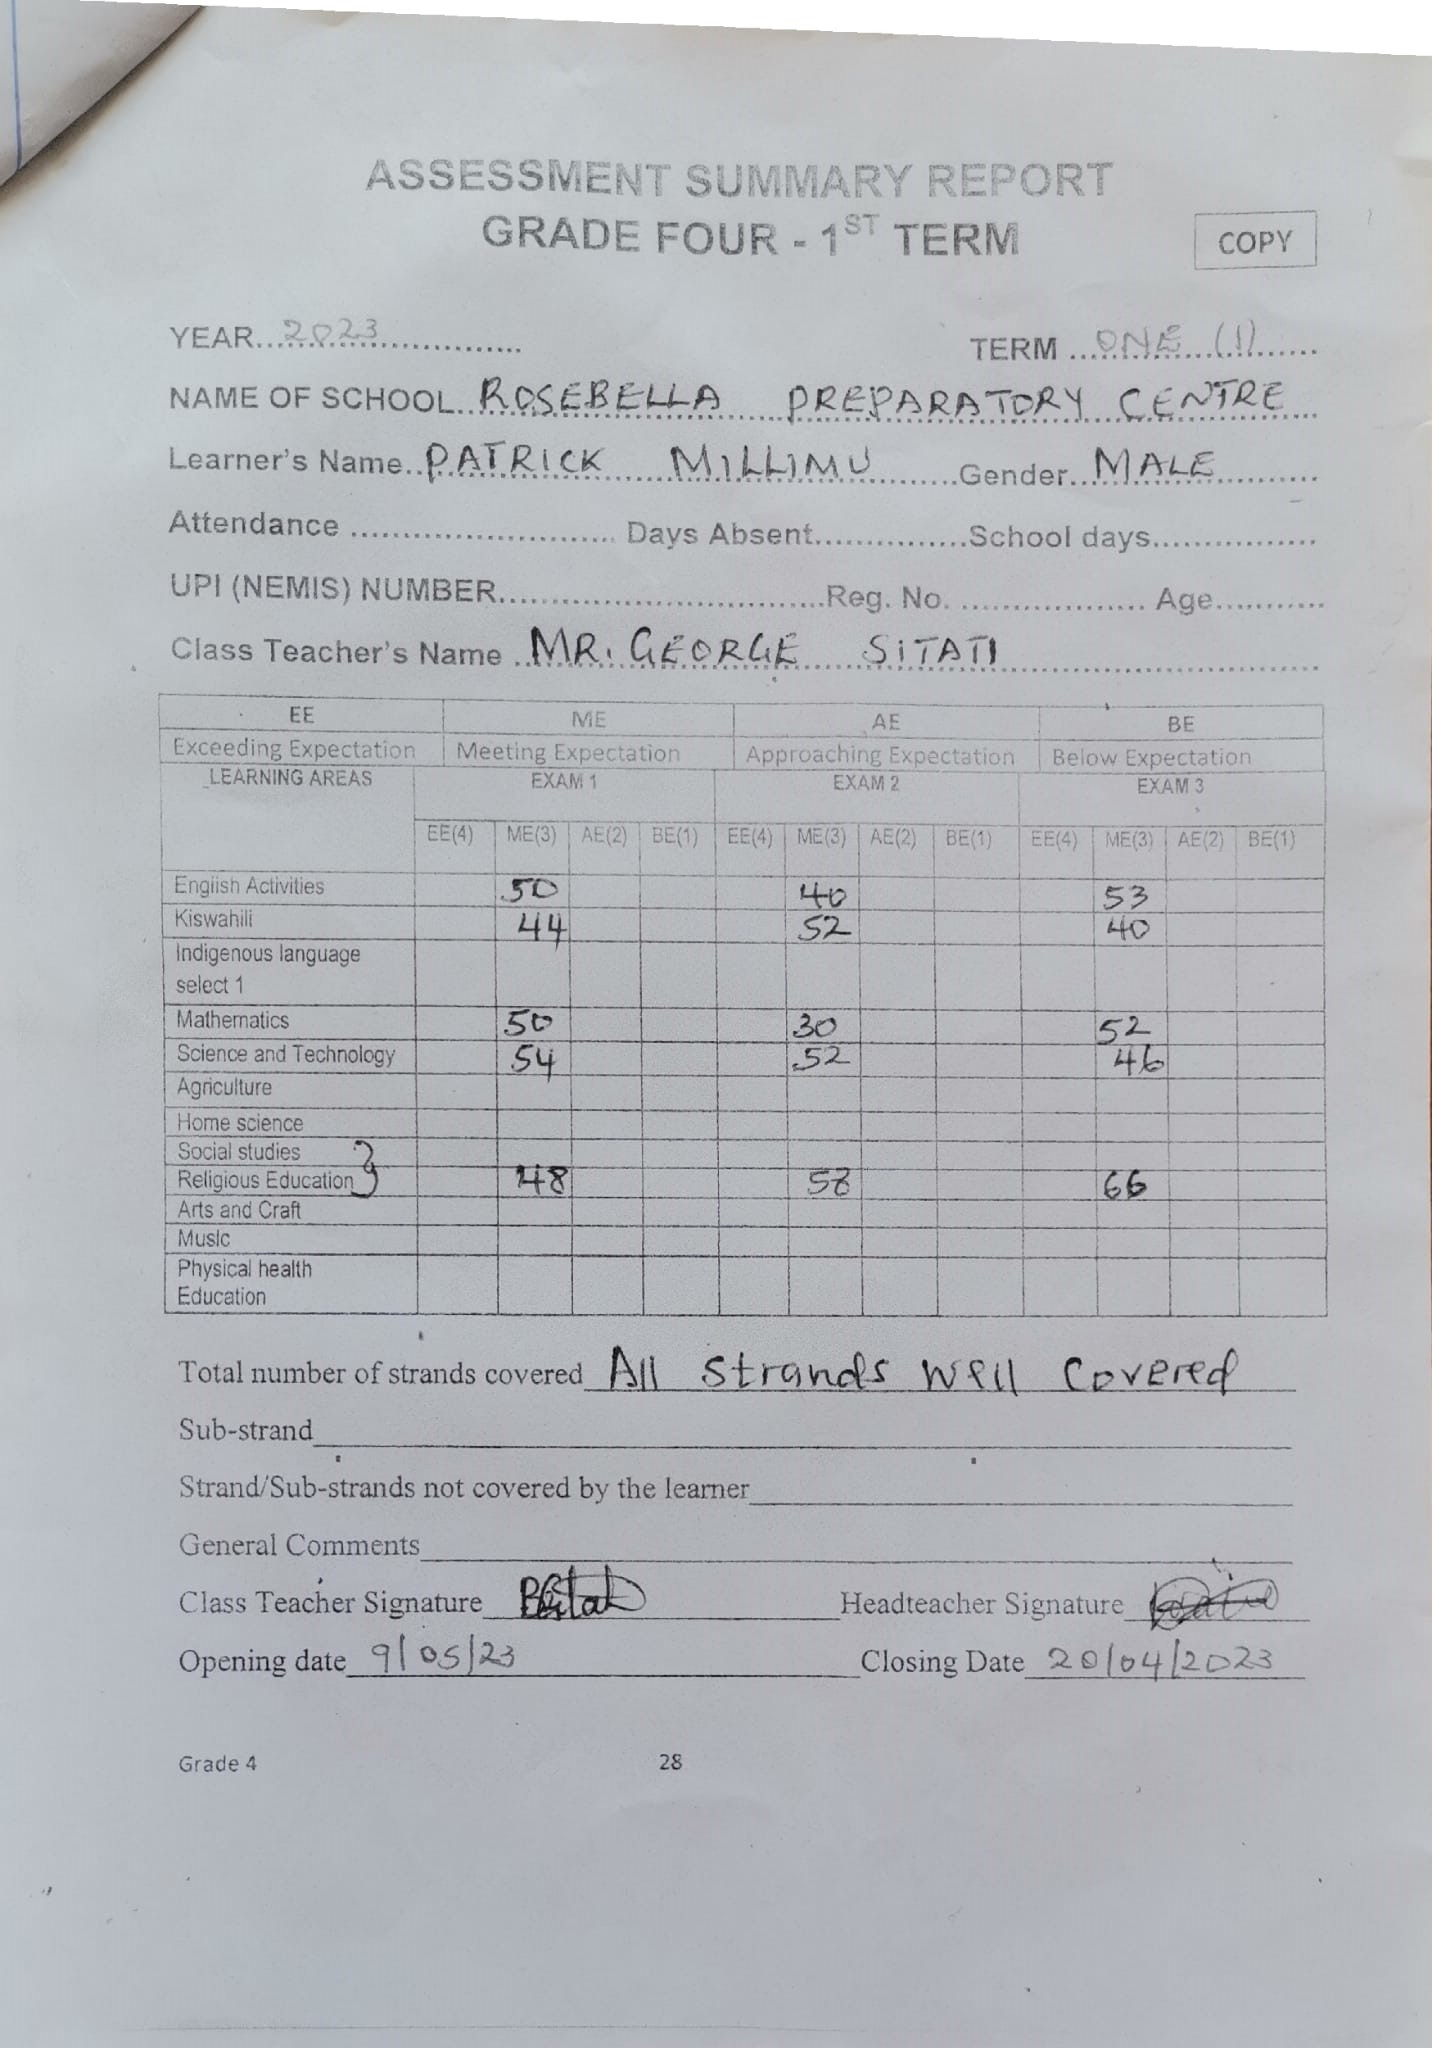 ASSESSMENT SUMMARY REPORT
GRADE FOUR - 1ST TERM
COPY
YEAR...2023.............................. TERM ...ONE (1)......
NAME OF SCHOOL...ROSEBELLA PREPARATORY CENTRE
Learner's Name..PATRICK MILLIMU.........Gender...MALE............
Attendance ............................ Days Absent................School days.................
UPI (NEMIS) NUMBER..................................Reg. No. ................... Age............
Class Teacher's Name ..MR. GEORGE SITATI..............................
EE ME AE BE
Exceeding Expectation Meeting Expectation Approaching Expectation Below Expectation
LEARNING AREAS EXAM 1 EXAM 2 EXAM 3
EE(4) ME(3) AE(2) BE(1) EE(4) ME(3) AE(2) BE(1) EE(4) ME(3) AE(2) BE(1)
English Activities 50 40 53
Kiswahili 44 52 40
Indigenous language
select 1
Mathematics 50 30 52
Science and Technology 54 52 46
Agriculture
Home science
Social studies
Religious Education 48 58 66
Arts and Craft
Music
Physical health
Education
Total number of strands covered All strands well covered
Sub-strand
Strand/Sub-strands not covered by the learner
General Comments
Class Teacher Signature Headteacher Signature
Opening date 9/05/23 Closing Date 20/04/2023
Grade 4 28